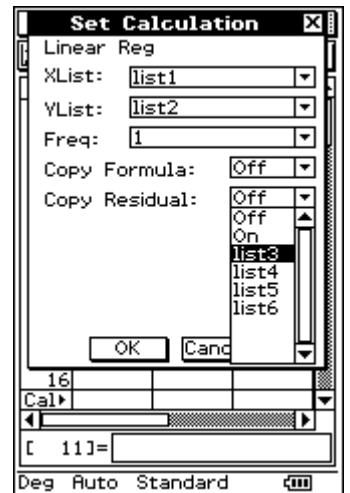 Set Calculation
Linear Reg
XList: list1
YList: list2
Freq: 1
Copy Formula: Off
Copy Residual: Off
Off
On
list3
list4
list5
list6
OK Canc
16
Cal
[ 11]=
Deg Auto Standard